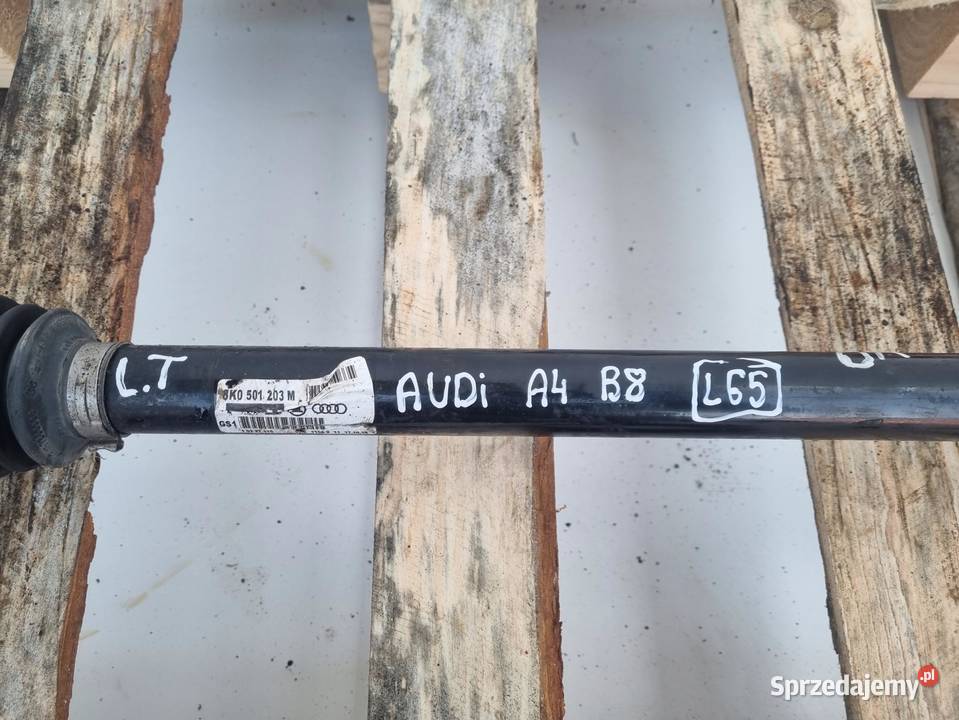 L.T
8K0 501 203 M
GS1
AUDi A4 B8
L65
Sprzedajemy.pl